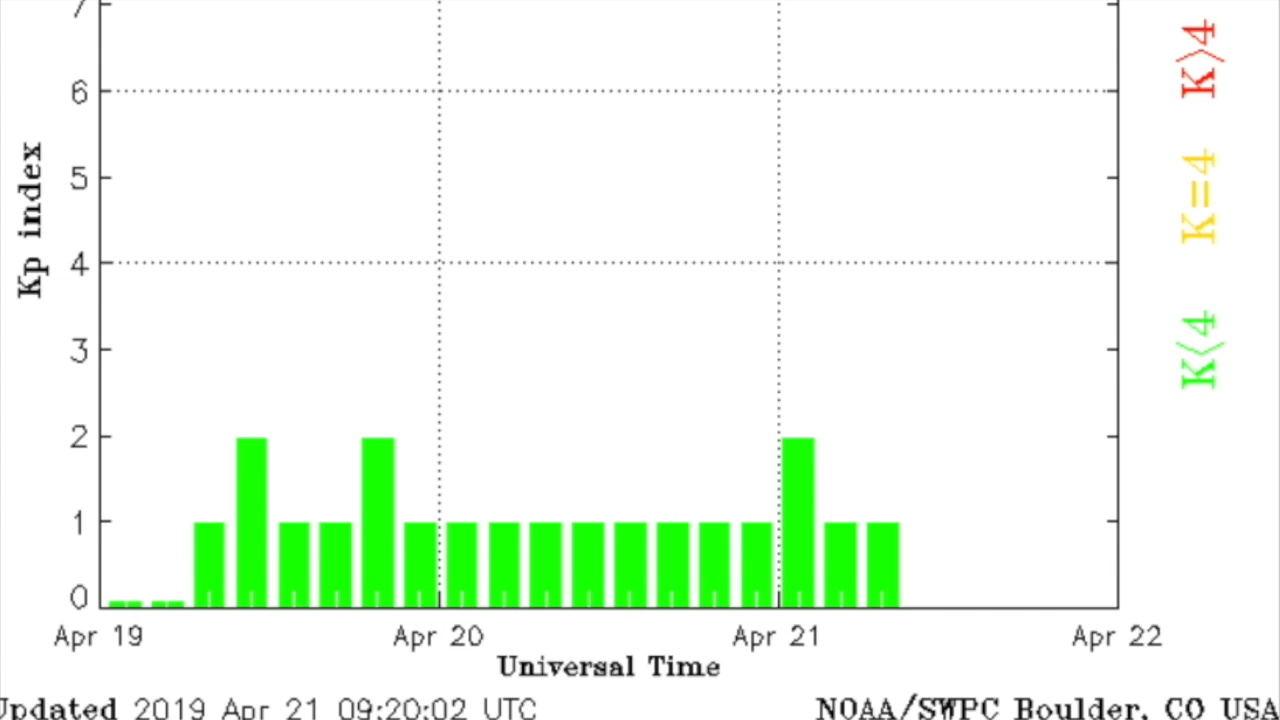 7
6
5
4
3
2
1
0
Kp index
Apr 19 Apr 20 Apr 21 Apr 22
Universal Time
Updated 2019 Apr 21 09:20:02 UTC
NOAA/SWPC Boulder, CO USA
K>4
K=4
K<4